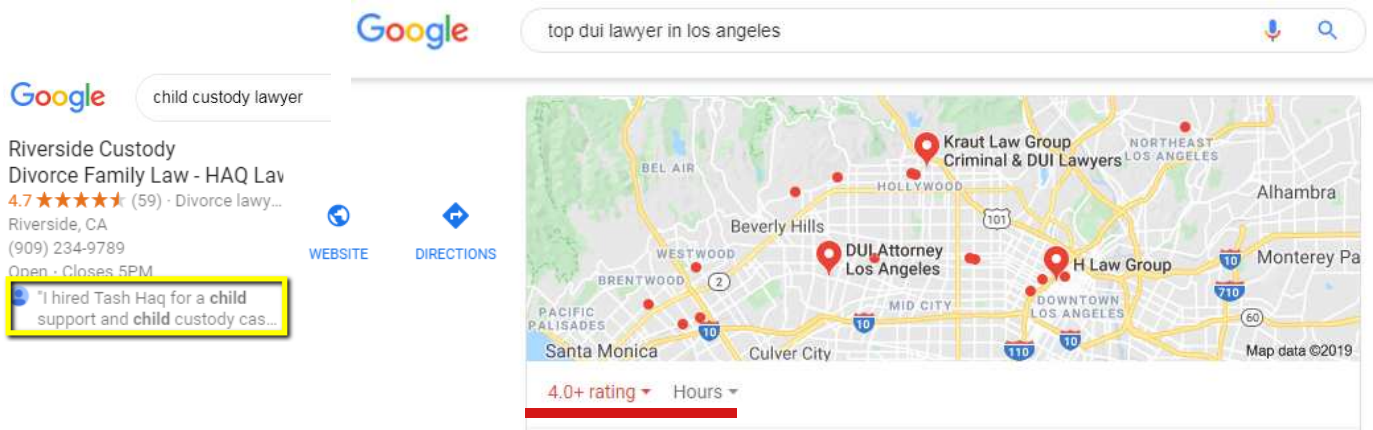 Google
child custody lawyer
Riverside Custody
Divorce Family Law - HAQ Law
4.7 (59) · Divorce lawy...
Riverside, CA
(909) 234-9789
Open · Closes 5PM
"I hired Tash Haq for a child
support and child custody cas...
WEBSITE
DIRECTIONS
Google
top dui lawyer in los angeles
Kraut Law Group
Criminal & DUI Lawyers
NORTHEAST
LOS ANGELES
BEL AIR
HOLLYWOOD
Alhambra
101
Beverly Hills
DUI Attorney
Los Angeles
WESTWOOD
H Law Group
10
Monterey Pa
BRENTWOOD
2
710
MID CITY
DOWNTOWN
LOS ANGELES
PACIFIC
PALISADES
10
10
10
60
Santa Monica
Culver City
110
Map data ©2019
4.0+ rating
Hours